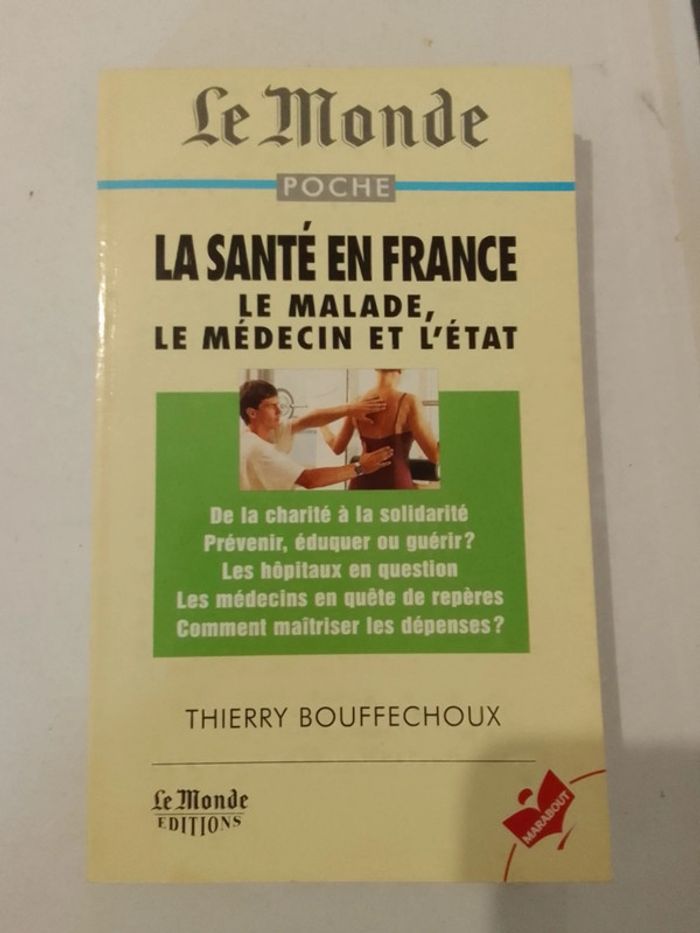 Le Monde
POCHE
LA SANTÉ EN FRANCE
LE MALADE,
LE MÉDECIN ET L'ÉTAT
De la charité à la solidarité
Prévenir, éduquer ou guérir?
Les hôpitaux en question
Les médecins en quête de repères
Comment maîtriser les dépenses?
THIERRY BOUFFECHOUX
Le Monde
EDITIONS
MARABOUT